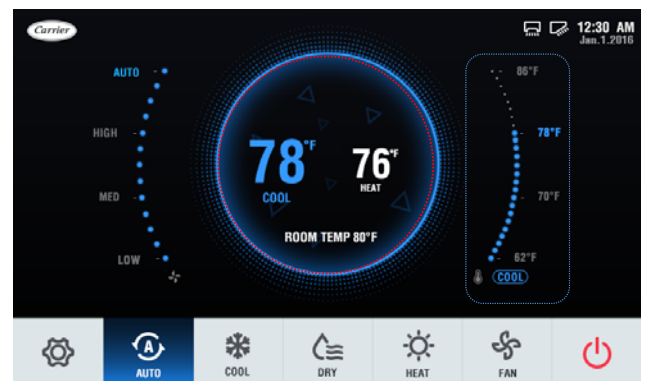 Carrier
12:30 AM
Jan.1.2016
AUTO
HIGH
MED
LOW
78°F
COOL
76°F
HEAT
ROOM TEMP 80°F
86°F
78°F
70°F
62°F
COOL
A
AUTO
COOL
DRY
HEAT
FAN